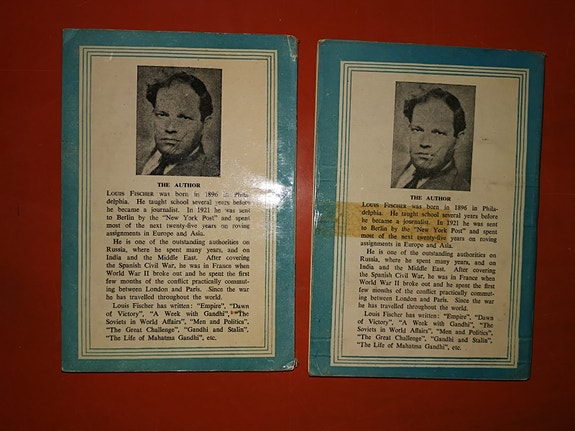 THE AUTHOR
LOUIS FISCHER was born in 1896 in Phila-
delphia. He taught school several years before
he became a journalist. In 1921 he was sent
to Berlin by the "New York Post" and spent
most of the next twenty-five years on roving
assignments in Europe and Asia.
He is one of the outstanding authorities on
Russia, where he spent many years, and on
India and the Middle East. After covering
the Spanish Civil War, he was in France when
World War II broke out and he spent the first
few months of the conflict practically commut-
ing between London and Paris. Since the war
he has travelled throughout the world.
Louis Fischer has written: "Empire", "Dawn
of Victory", "A Week with Gandhi", "The
Soviets in World Affairs", "Men and Politics",
"The Great Challenge", "Gandhi and Stalin",
"The Life of Mahatma Gandhi", etc.
THE AUTHOR
LOUIS FISCHER was born in 1896 in Phila-
delphia. He taught school several years before
he became a journalist. In 1921 he was sent
to Berlin by the "New York Post" and spent
most of the next twenty-five years on roving
assignments in Europe and Asia.
He is one of the outstanding authorities on
Russia, where he spent many years, and on
India and the Middle East. After covering
the Spanish Civil War, he was in France when
World War II broke out and he spent the first
few months of the conflict practically commut-
ing between London and Paris. Since the war
he has travelled throughout the world.
Louis Fischer has written: "Empire", "Dawn
of Victory", "A Week with Gandhi", "The
Soviets in World Affairs", "Men and Politics",
"The Great Challenge", "Gandhi and Stalin",
"The Life of Mahatma Gandhi", etc.